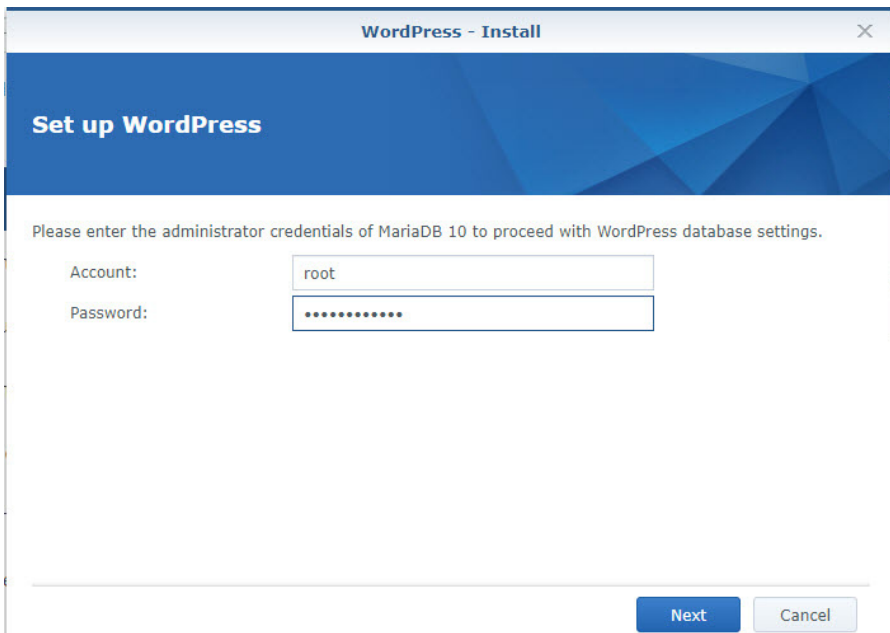 WordPress - Install
Set up WordPress
Please enter the administrator credentials of MariaDB 10 to proceed with WordPress database settings.
Account: root
Password: ••••••••••••
Next Cancel